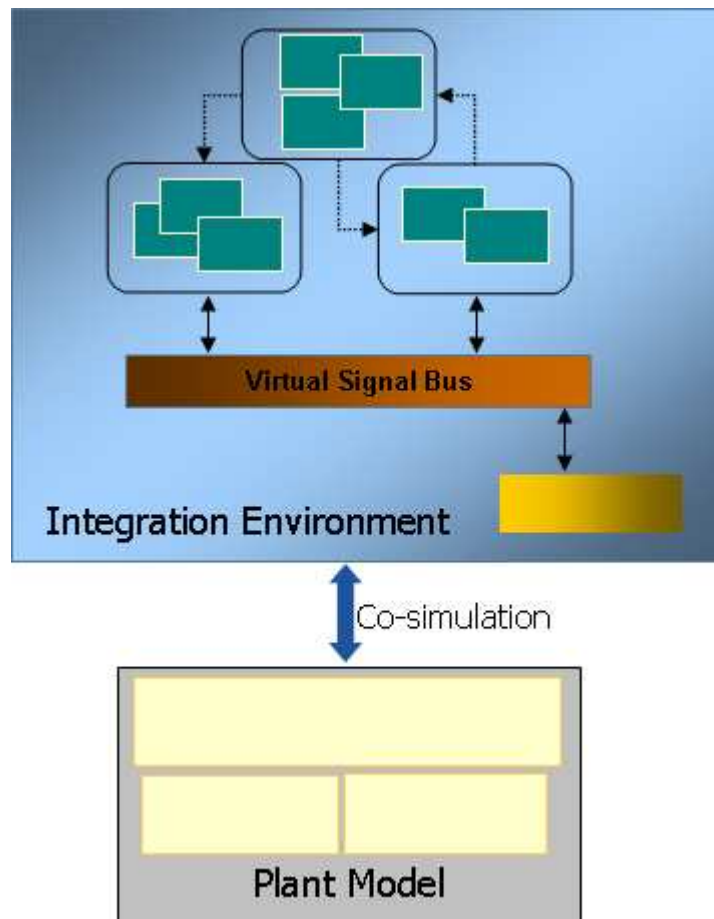 Virtual Signal Bus
Integration Environment
Co-simulation
Plant Model